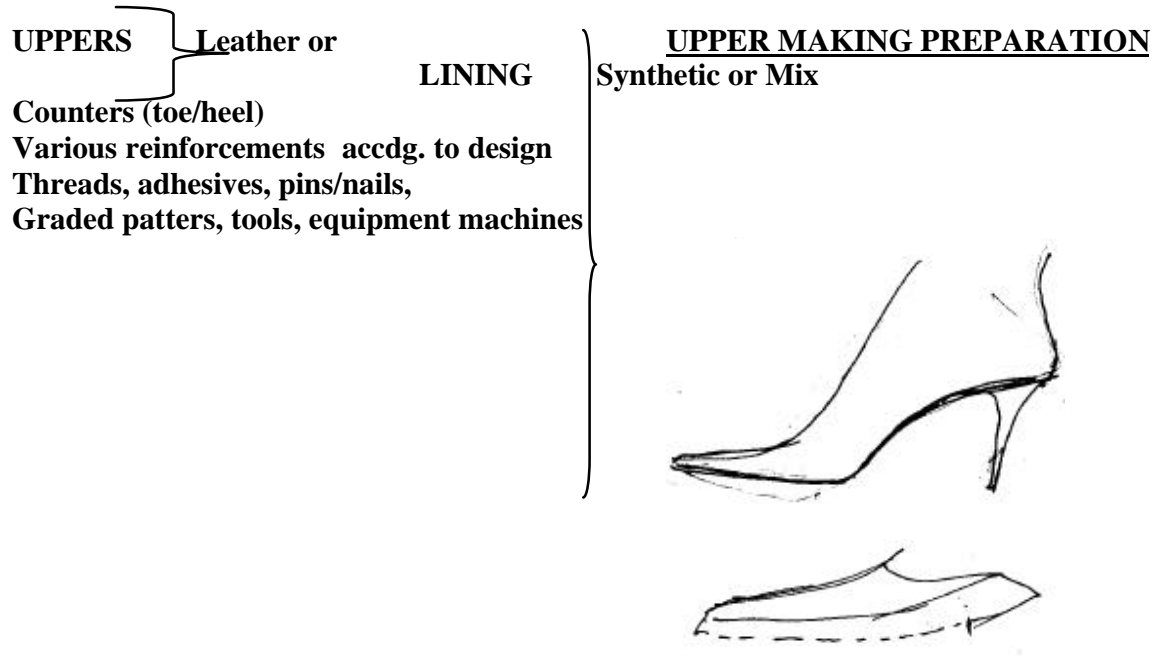 UPPERS Leather or UPPER MAKING PREPARATION
LINING Synthetic or Mix
Counters (toe/heel)
Various reinforcements accdg. to design
Threads, adhesives, pins/nails,
Graded patters, tools, equipment machines